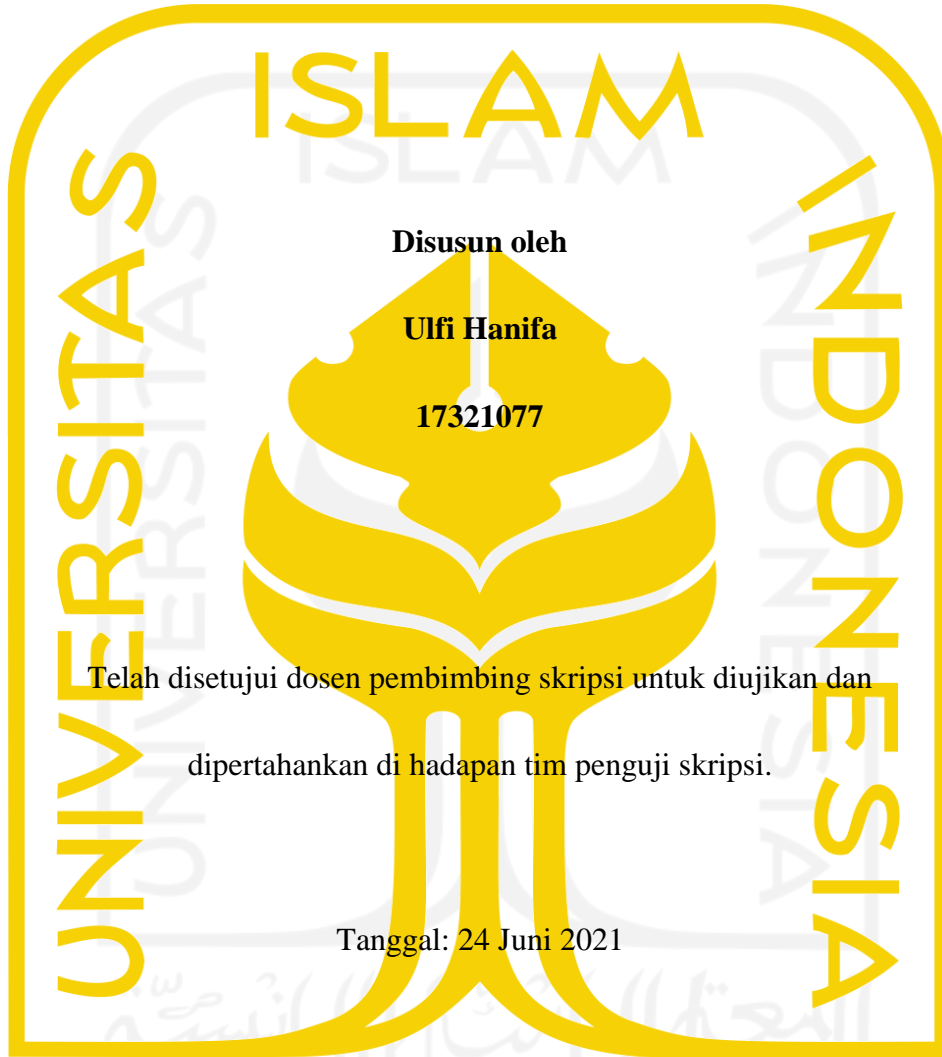 ISLAM
UNIVERSITAS
INDONESIA
Disusun oleh
Ulfi Hanifa
17321077
Telah disetujui dosen pembimbing skripsi untuk diujikan dan
dipertahankan di hadapan tim penguji skripsi.
Tanggal: 24 Juni 2021